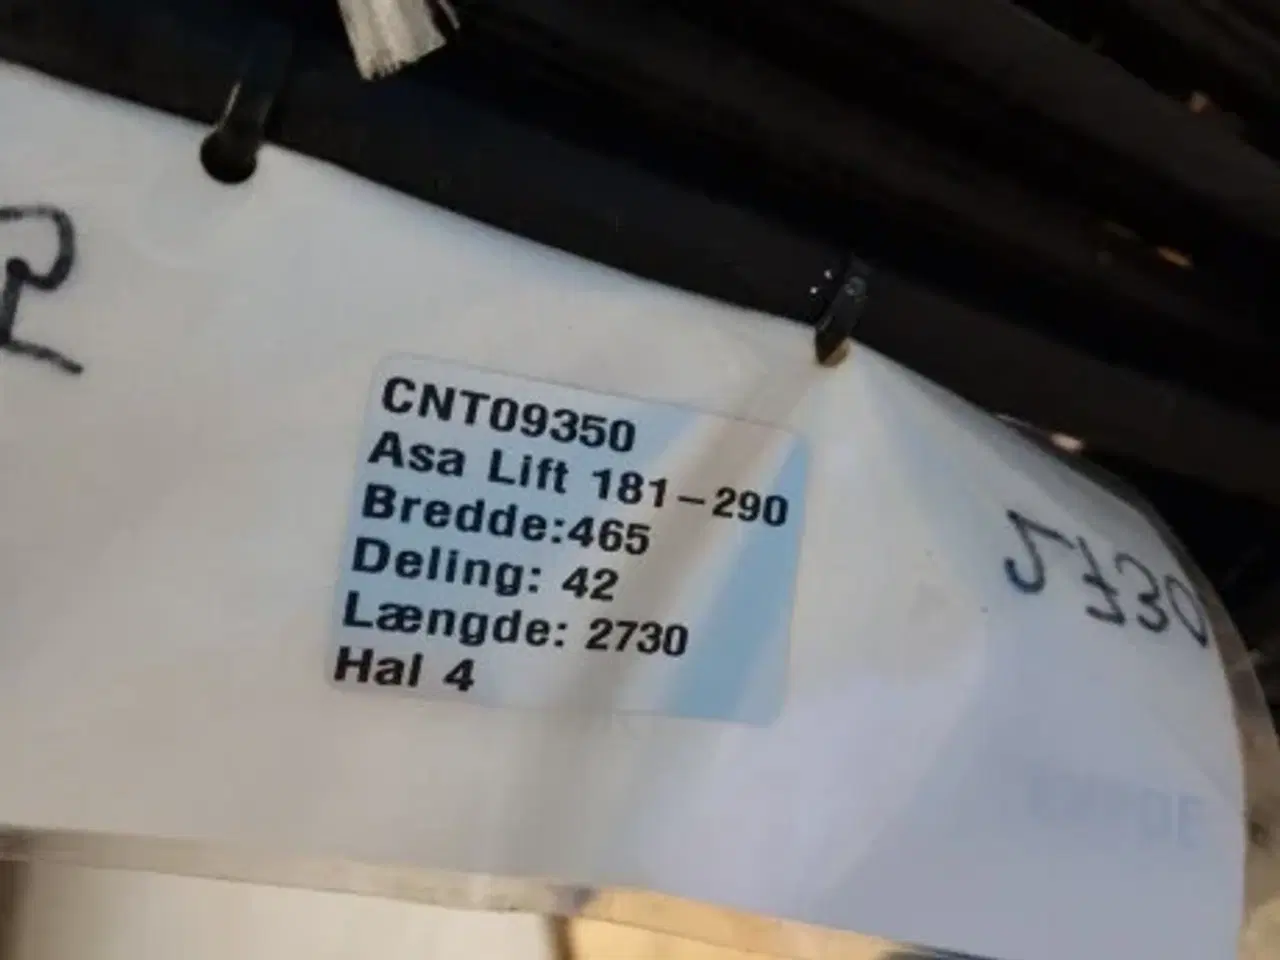 CNT09350
Asa Lift 181-290
Bredde:465
Deling: 42
Længde: 2730
Hal 4